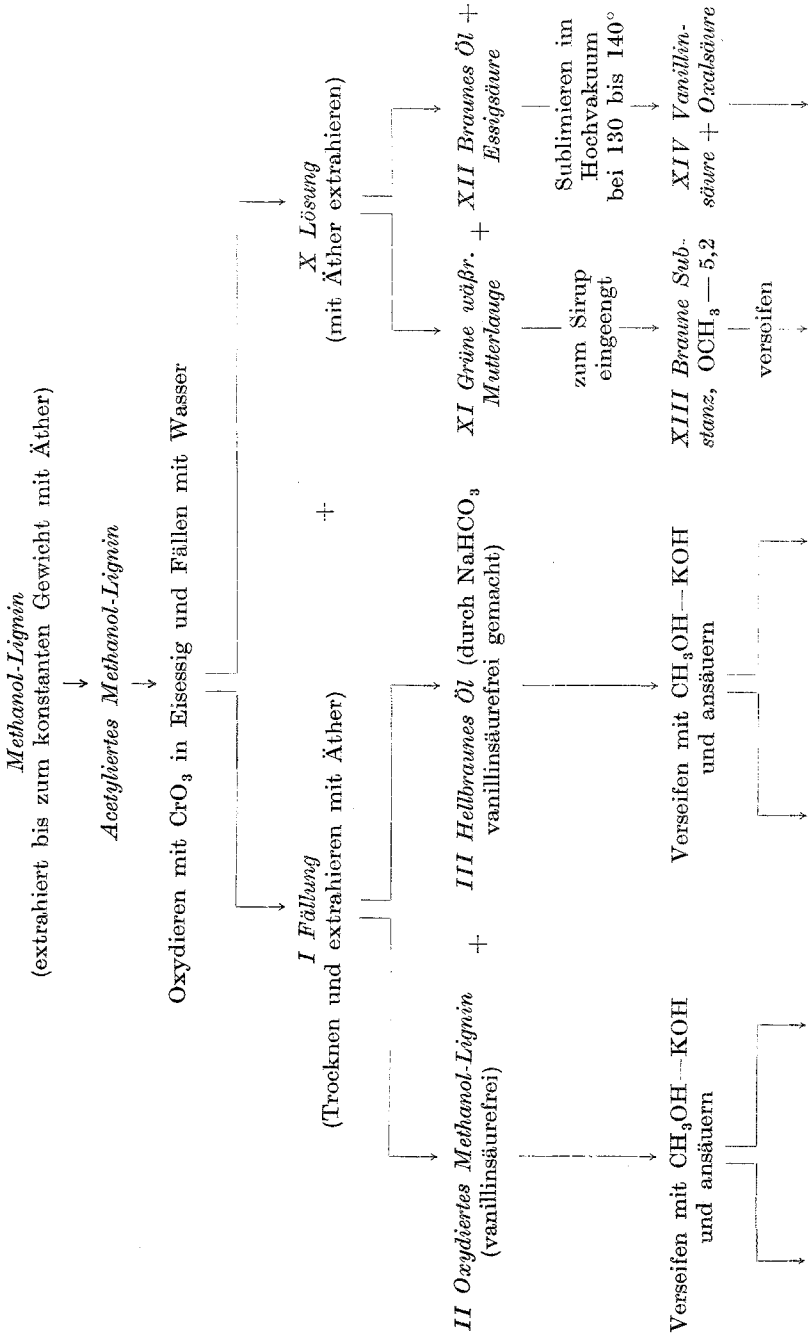 Methanol-Lignin
(extrahiert bis zum konstanten Gewicht mit Äther)
Acetyliertes Methanol-Lignin
Oxydieren mit CrO₃ in Eisessig und Fällen mit Wasser
I Fällung
(Trocknen und extrahieren mit Äther)
+
X Lösung
(mit Äther extrahieren)
II Oxydiertes Methanol-Lignin
(vanillinsäurefrei)
+
III Hellbraunes Öl (durch NaHCO₃
vanillinsäurefrei gemacht)
XI Grüne wäßr.
Mutterlauge
+
XII Braunes Öl +
Essigsäure
zum Sirup
eingeengt
Sublimieren im
Hochvakuum
bei 130 bis 140°
Verseifen mit CH₃OH—KOH
und ansäuern
Verseifen mit CH₃OH—KOH
und ansäuern
XIII Braune Sub-
stanz, OCH₃ — 5,2
verseifen
XIV Vanillin-
säure + Oxalsäure